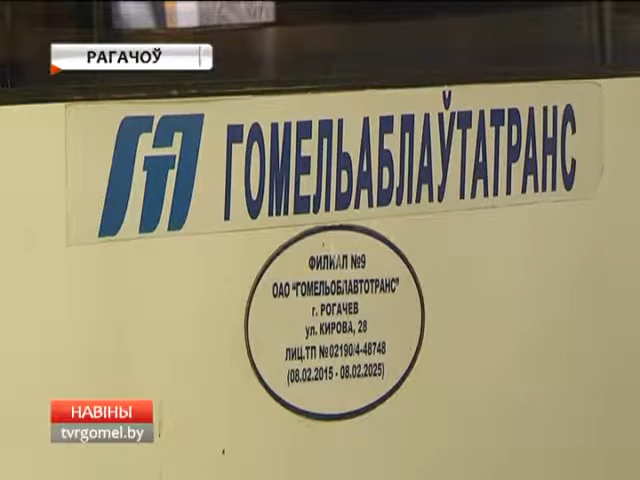 РАГАЧОЎ
ГОМЕЛЬАБЛАЎТАТРАНС
ФИЛИАЛ №9
ОАО "ГОМЕЛЬОБЛАВТОТРАНС"
г. РОГАЧЕВ
ул. КИРОВА, 28
ЛИЦ.ТП №02190/4-48748
(08.02.2015 - 08.02.2025)
НАВІНЫ
tvrgomel.by